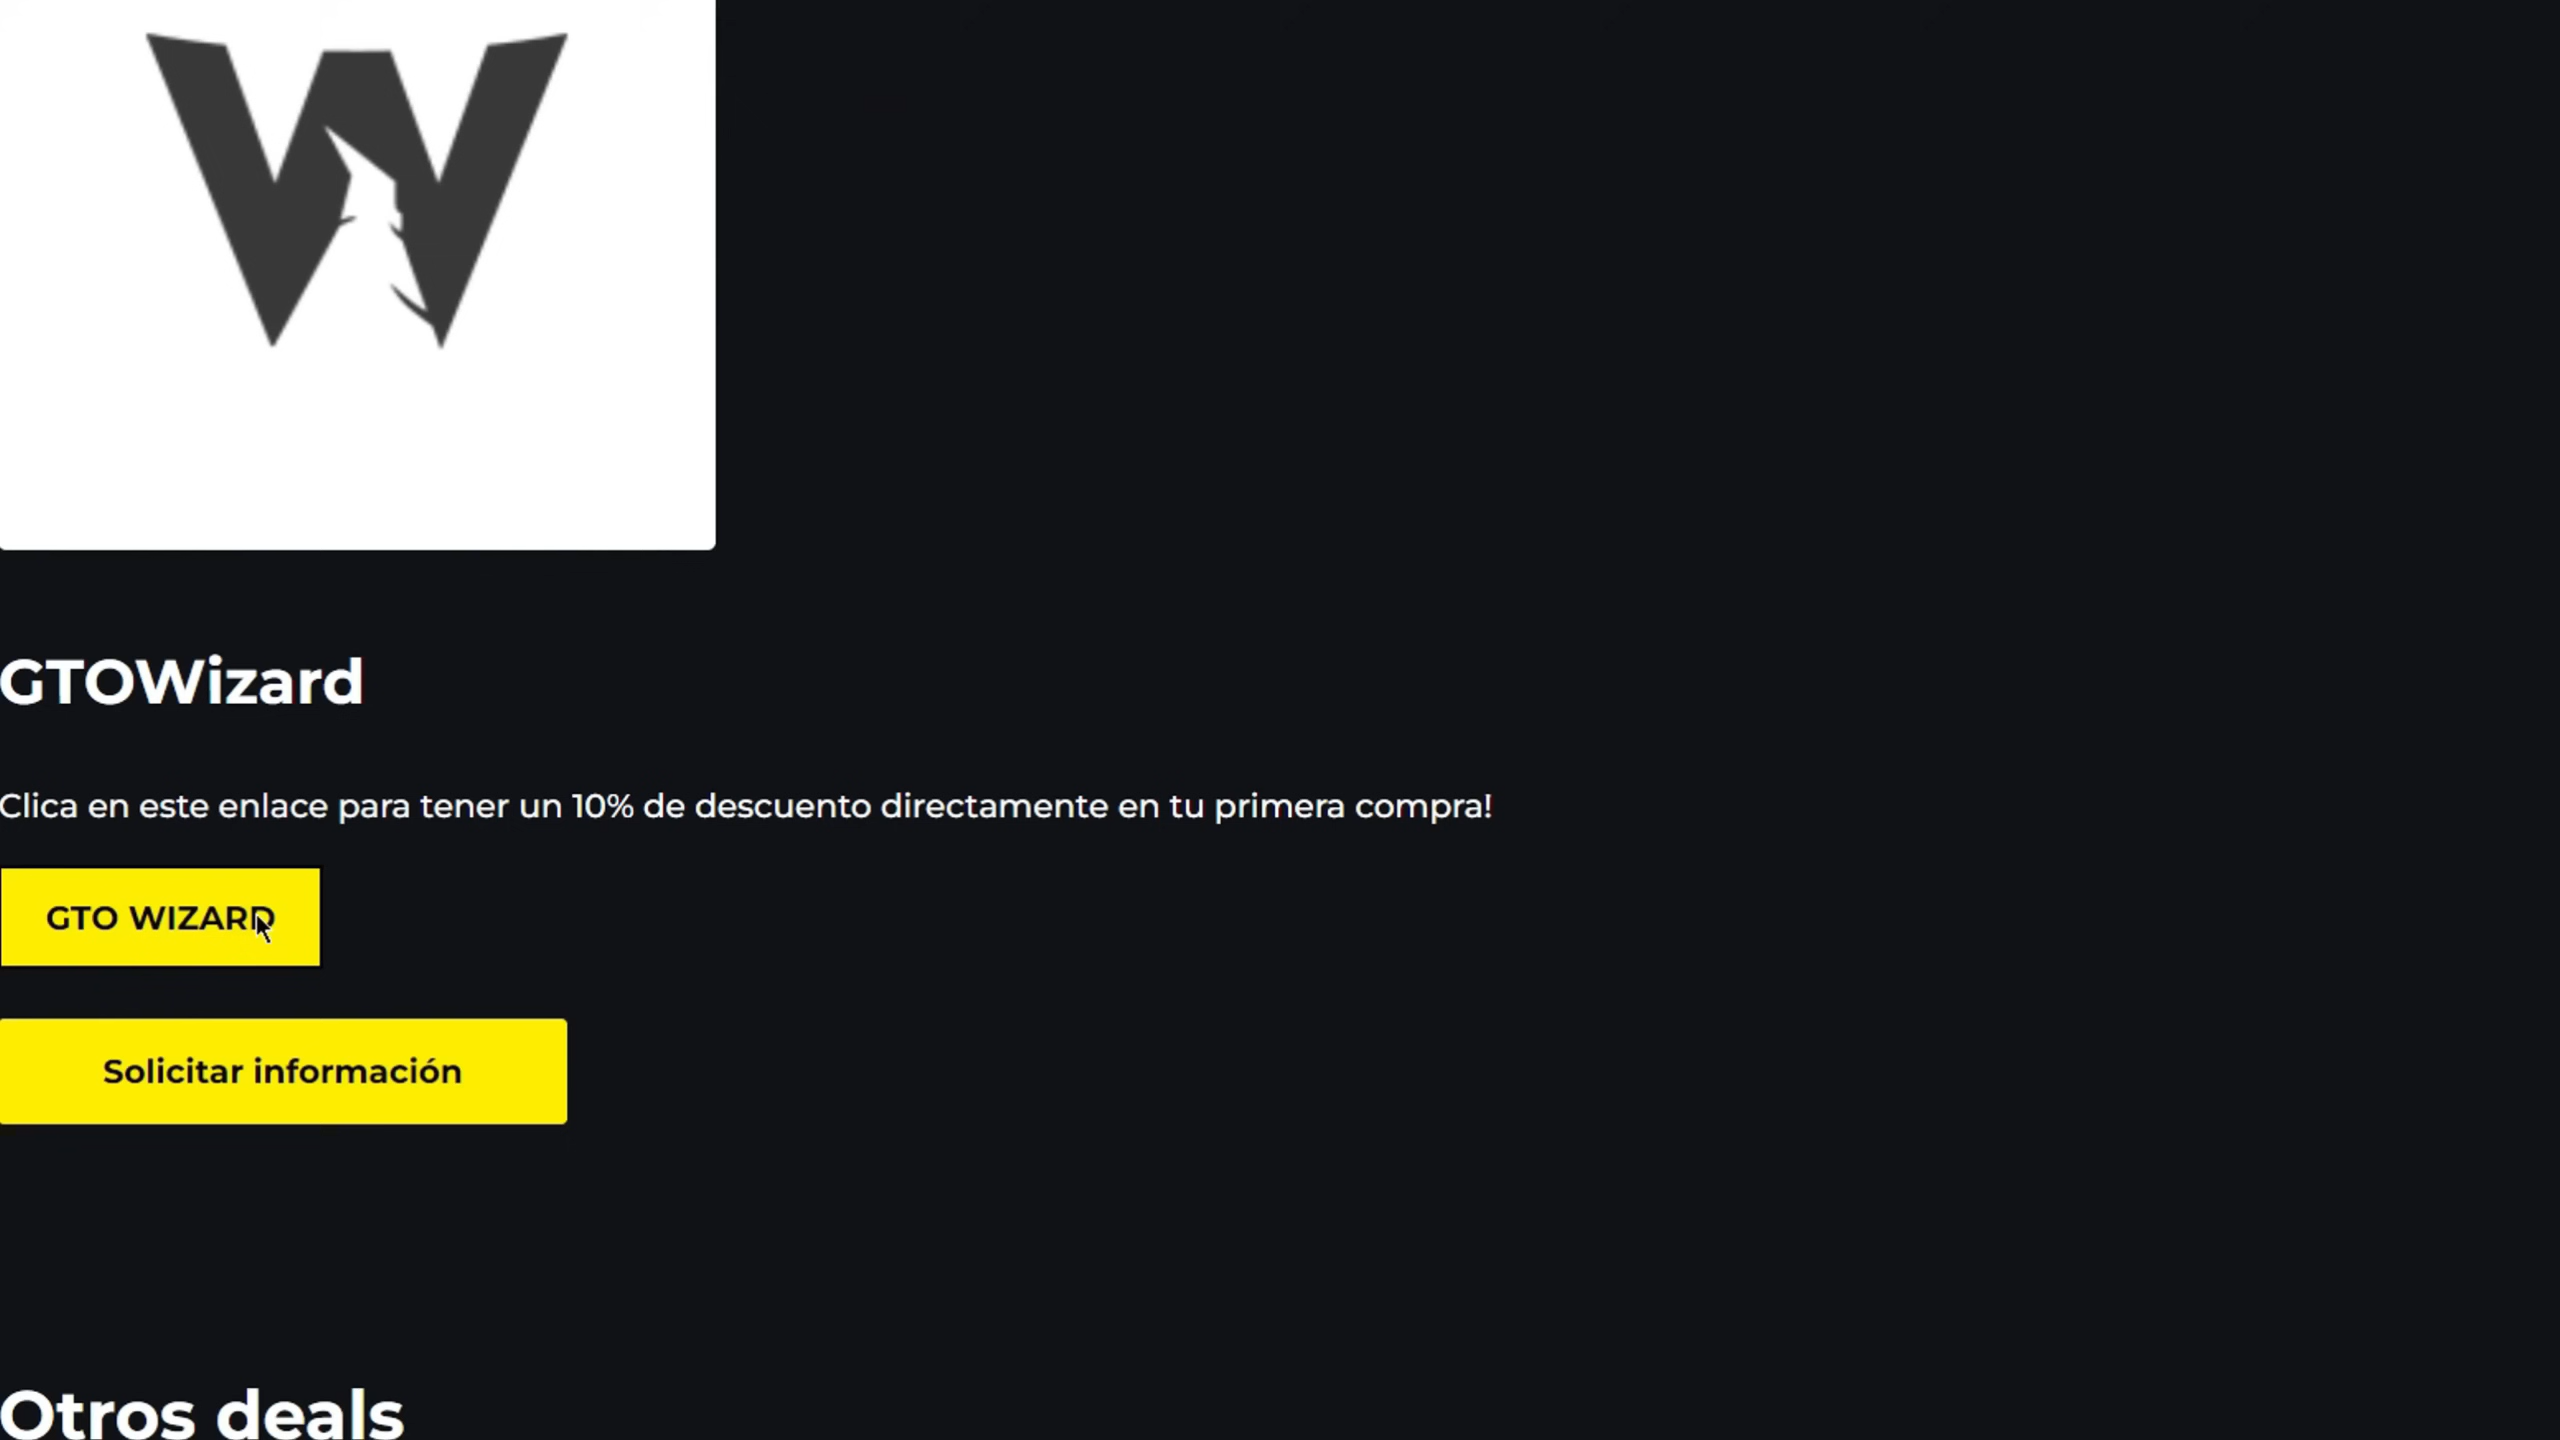 GTOWizard
Clica en este enlace para tener un 10% de descuento directamente en tu primera compra!
GTO WIZARD
Solicitar información
Otros deals